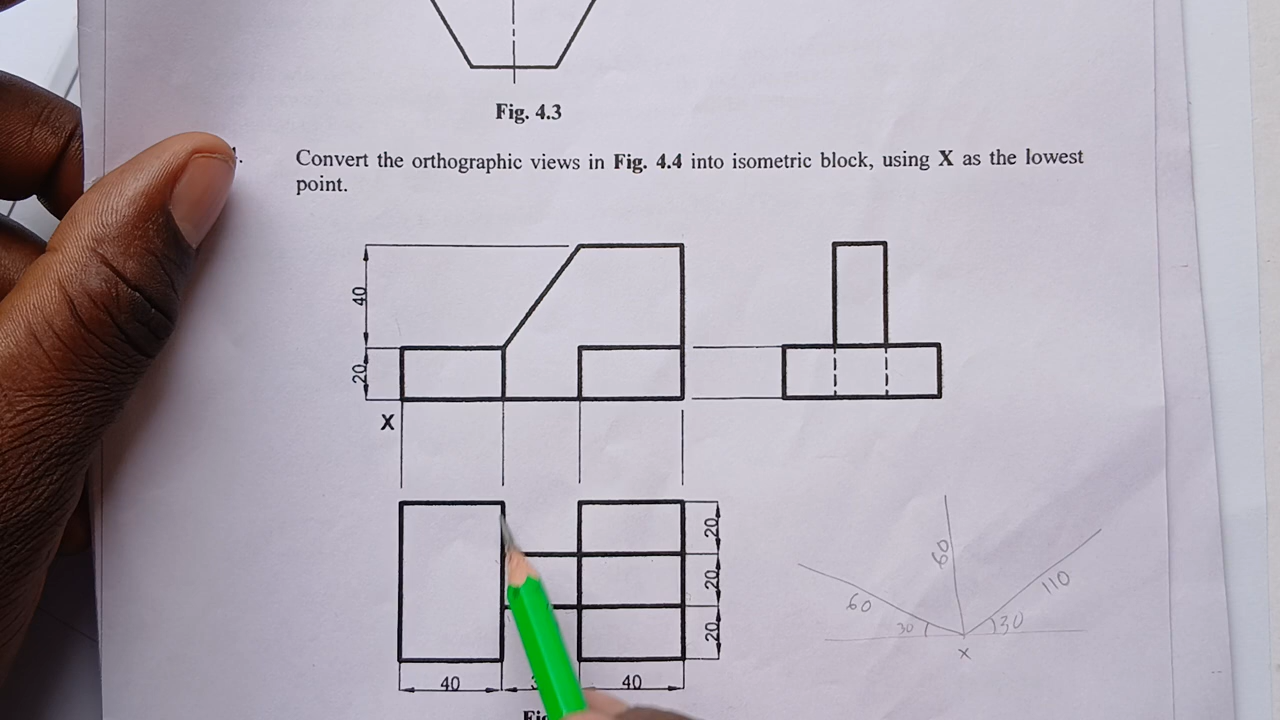 Fig. 4.3
Convert the orthographic views in Fig. 4.4 into isometric block, using X as the lowest
point.
40
20
X
20
20
20
40
40
60
60
110
30
30
x